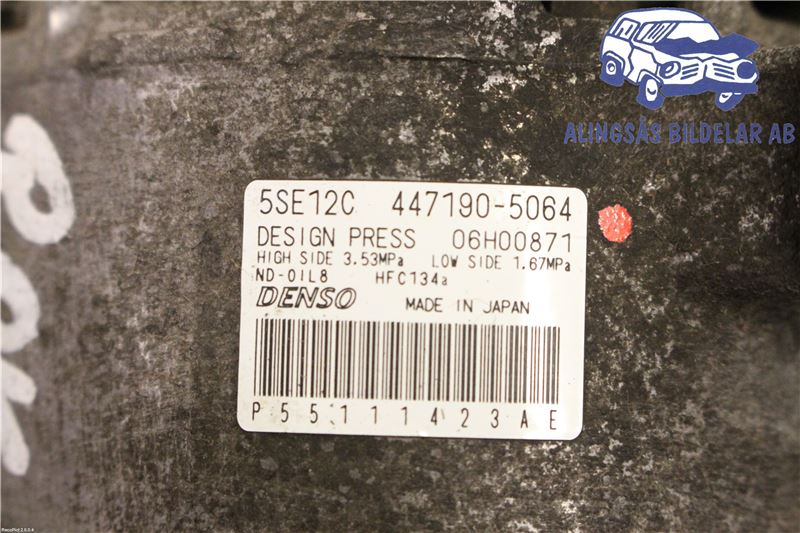 ALINGSÅS BILDELAR AB
5SE12C 447190-5064
DESIGN PRESS 06H00871
HIGH SIDE 3.53MPa LOW SIDE 1.67MPa
ND-OIL8 HFC134a
DENSO MADE IN JAPAN
P551111423AE